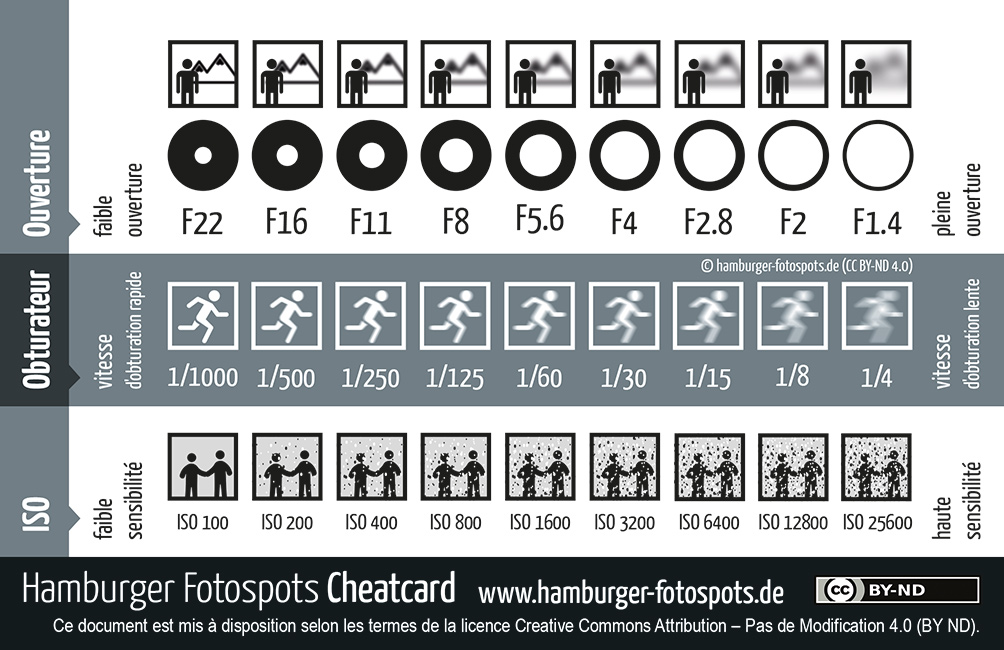 Ouverture
faible
ouverture
F22 F16 F11 F8 F5.6 F4 F2.8 F2 F1.4
pleine
ouverture
© hamburger-fotospots.de (CC BY-ND 4.0)
Obturateur
vitesse
d'obturation rapide
1/1000 1/500 1/250 1/125 1/60 1/30 1/15 1/8 1/4
vitesse
d'obturation lente
ISO
faible
sensibilité
ISO 100 ISO 200 ISO 400 ISO 800 ISO 1600 ISO 3200 ISO 6400 ISO 12800 ISO 25600
haute
sensibilité
Hamburger Fotospots Cheatcard www.hamburger-fotospots.de cc BY-ND
Ce document est mis à disposition selon les termes de la licence Creative Commons Attribution – Pas de Modification 4.0 (BY ND).